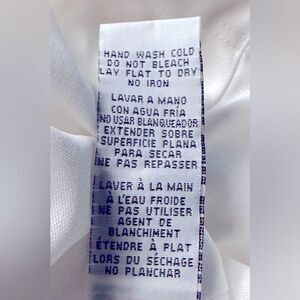 HAND WASH COLD
DO NOT BLEACH
LAY FLAT TO DRY
NO IRON
LAVAR A MANO
CON AGUA FRÍA
NO USAR BLANQUEADOR
EXTENDER SOBRE
SUPERFICIE PLANA
PARA SECAR
NE PAS REPASSER
LAVER À LA MAIN
À L'EAU FROIDE
NE PAS UTILISER
AGENT DE
BLANCHIMENT
ÉTENDRE À PLAT
LORS DU SÉCHAGE
NO PLANCHAR